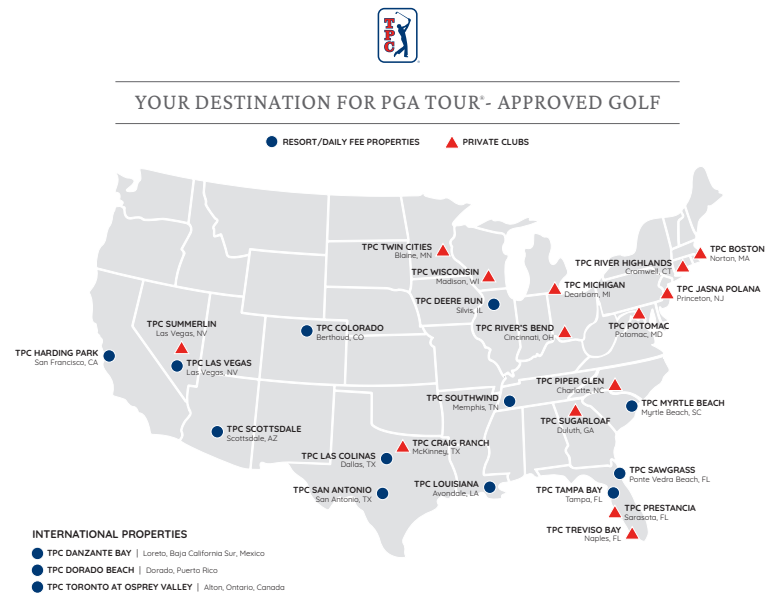 TPC
YOUR DESTINATION FOR PGA TOUR®- APPROVED GOLF
RESORT/DAILY FEE PROPERTIES
PRIVATE CLUBS
TPC TWIN CITIES
Blaine, MN
TPC BOSTON
Norton, MA
TPC RIVER HIGHLANDS
Cromwell, CT
TPC WISCONSIN
Madison, WI
TPC MICHIGAN
Dearborn, MI
TPC JASNA POLANA
Princeton, NJ
TPC DEERE RUN
Silvis, IL
TPC SUMMERLIN
Las Vegas, NV
TPC COLORADO
Berthoud, CO
TPC RIVER'S BEND
Cincinnati, OH
TPC POTOMAC
Potomac, MD
TPC HARDING PARK
San Francisco, CA
TPC LAS VEGAS
Las Vegas, NV
TPC PIPER GLEN
Charlotte, NC
TPC SOUTHWIND
Memphis, TN
TPC MYRTLE BEACH
Myrtle Beach, SC
TPC SUGARLOAF
Duluth, GA
TPC SCOTTSDALE
Scottsdale, AZ
TPC CRAIG RANCH
McKinney, TX
TPC LAS COLINAS
Dallas, TX
TPC SAWGRASS
Ponte Vedra Beach, FL
TPC SAN ANTONIO
San Antonio, TX
TPC LOUISIANA
Avondale, LA
TPC TAMPA BAY
Tampa, FL
TPC PRESTANCIA
Sarasota, FL
TPC TREVISO BAY
Naples, FL
INTERNATIONAL PROPERTIES
TPC DANZANTE BAY | Loreto, Baja California Sur, Mexico
TPC DORADO BEACH | Dorado, Puerto Rico
TPC TORONTO AT OSPREY VALLEY | Alton, Ontario, Canada